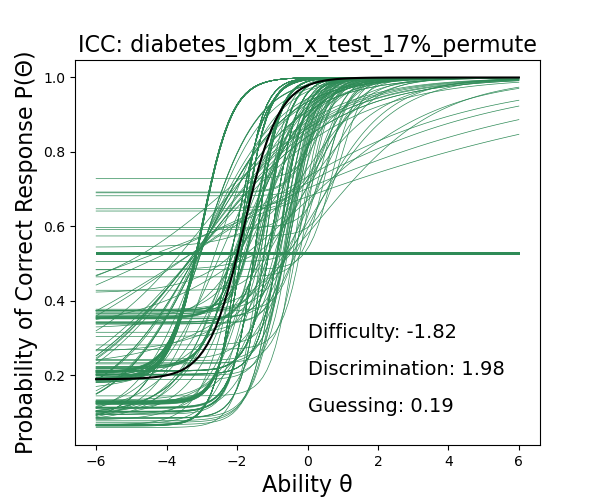 ICC: diabetes_lgbm_x_test_17%_permute
Probability of Correct Response P(Θ)
1.0
0.8
0.6
0.4
0.2
Difficulty: -1.82
Discrimination: 1.98
Guessing: 0.19
−6 −4 −2 0 2 4 6
Ability θ